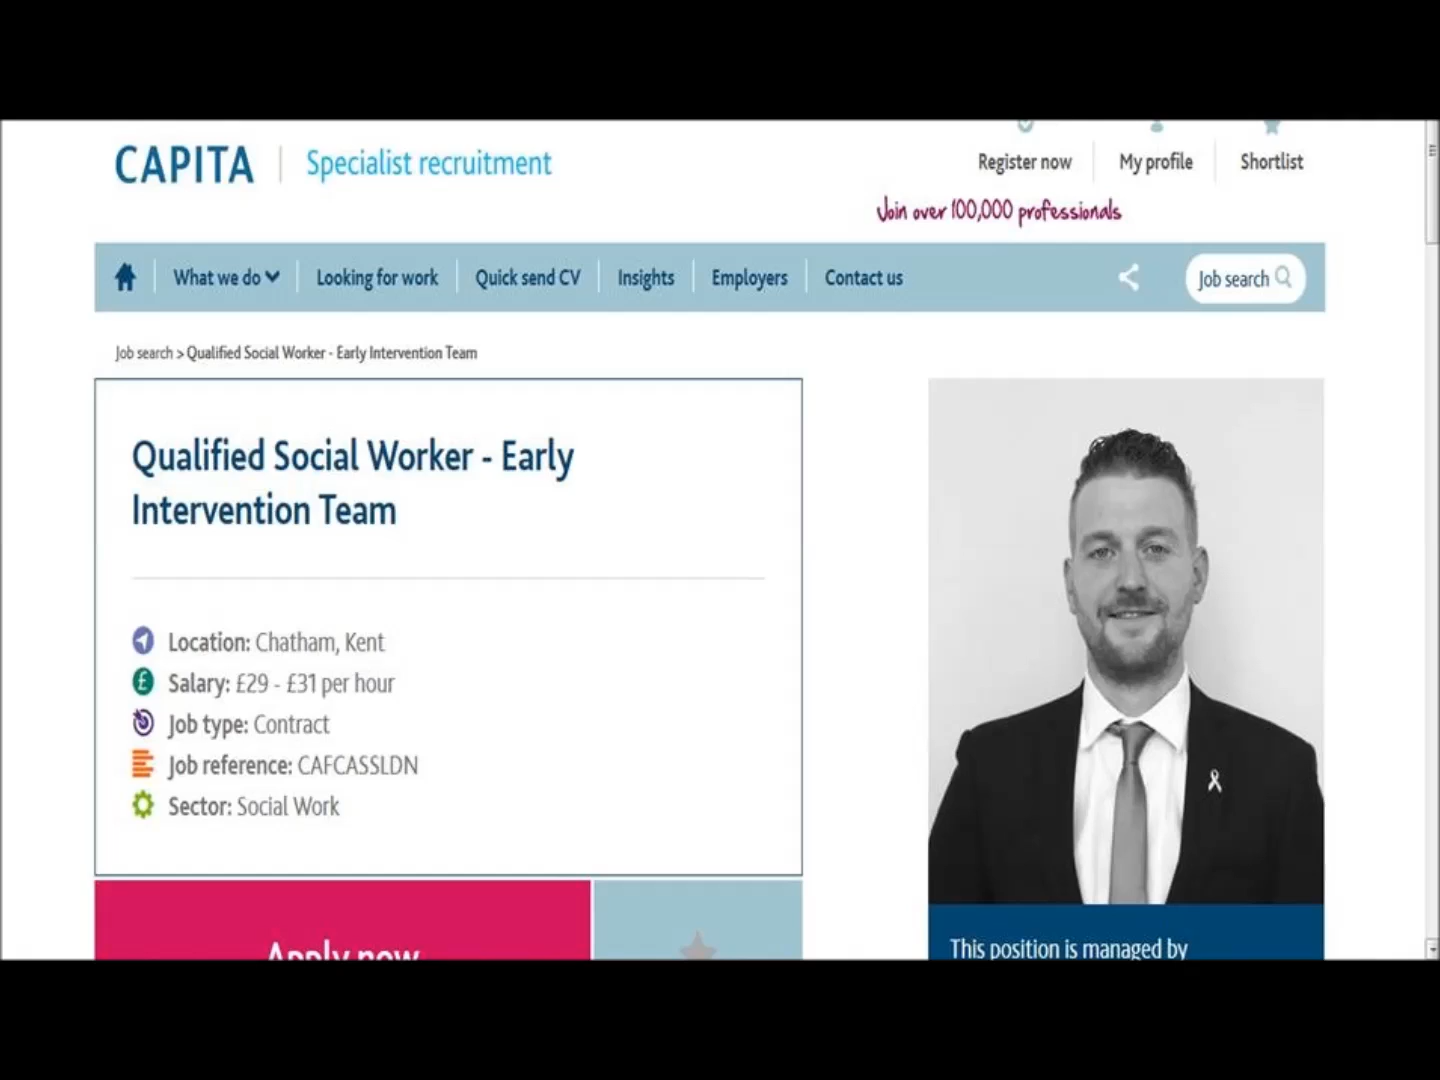 CAPITA
Specialist recruitment
Register now
My profile
Shortlist
Join over 100,000 professionals
What we do
Looking for work
Quick send CV
Insights
Employers
Contact us
Job search
Job search > Qualified Social Worker - Early Intervention Team
Qualified Social Worker - Early
Intervention Team
Location: Chatham, Kent
Salary: £29 - £31 per hour
Job type: Contract
Job reference: CAFCASSLDN
Sector: Social Work
Apply now
This position is managed by